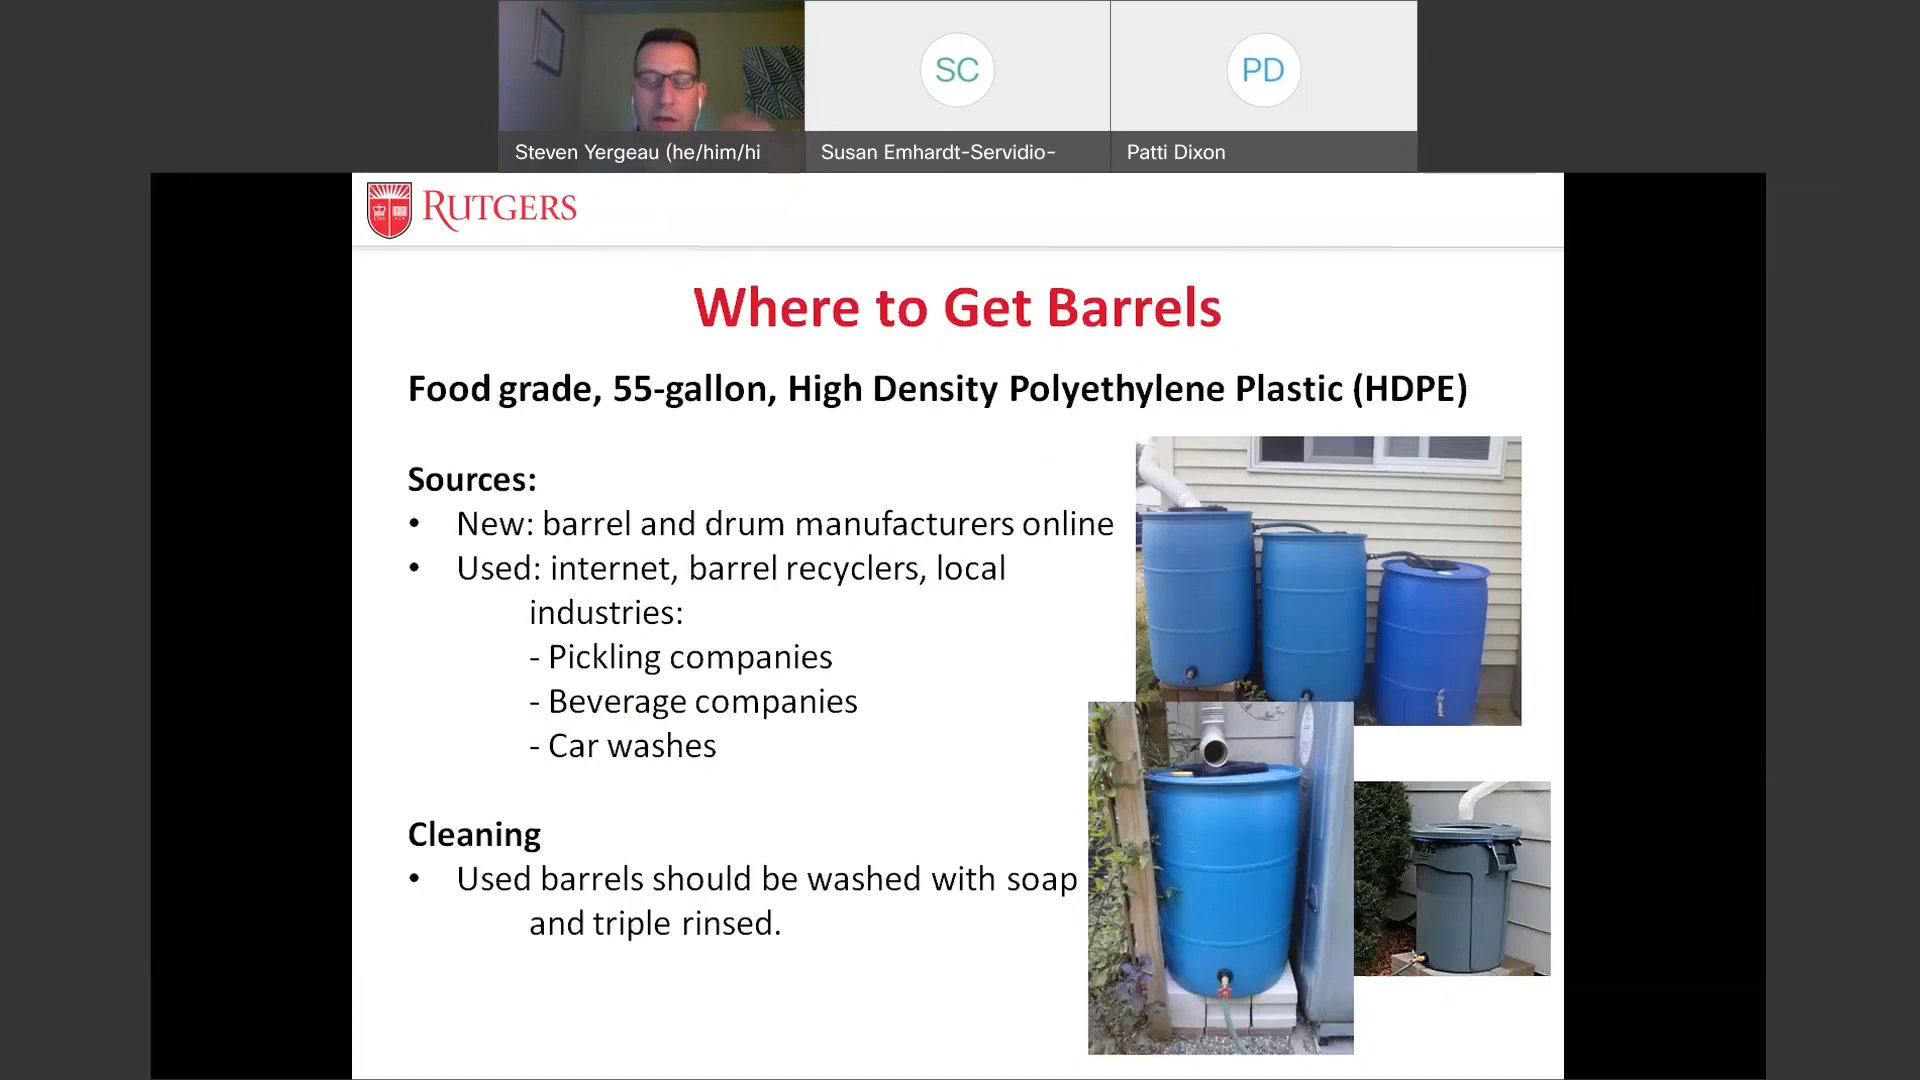 SC
PD
Steven Yergeau (he/him/hi
Susan Emhardt-Servidio-
Patti Dixon
RUTGERS
Where to Get Barrels
Food grade, 55-gallon, High Density Polyethylene Plastic (HDPE)
Sources:
• New: barrel and drum manufacturers online
• Used: internet, barrel recyclers, local
industries:
- Pickling companies
- Beverage companies
- Car washes
Cleaning
• Used barrels should be washed with soap
and triple rinsed.